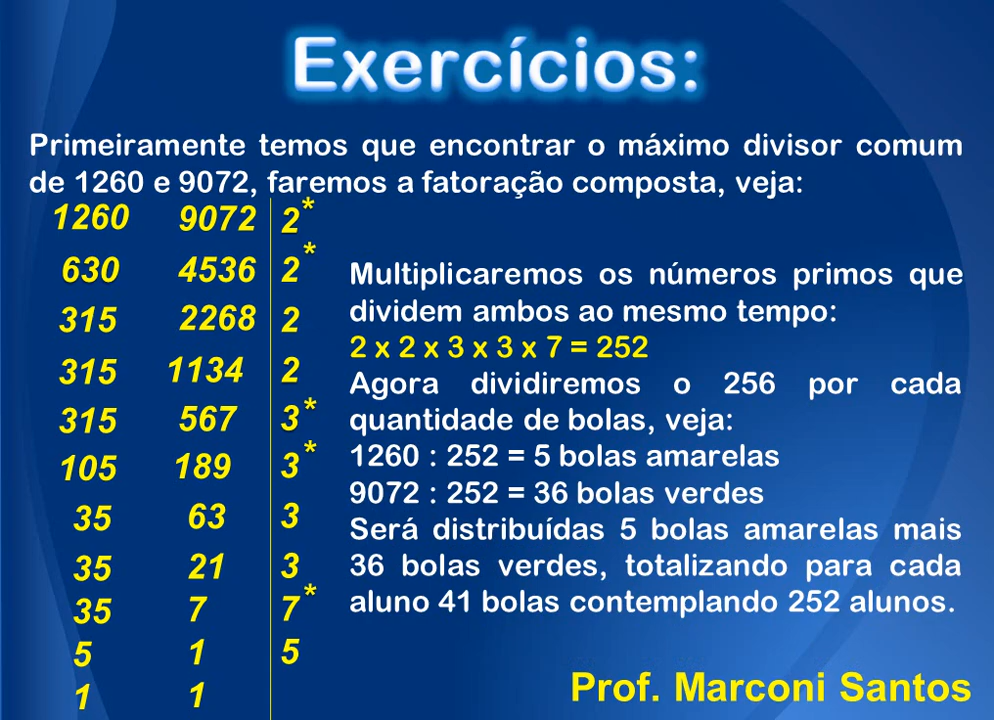 Exercícios:
Primeiramente temos que encontrar o máximo divisor comum
de 1260 e 9072, faremos a fatoração composta, veja:
1260 9072 2*
630 4536 2*
315 2268 2
315 1134 2
315 567 3*
105 189 3*
35 63 3
35 21 3
35 7 7*
5 1 5
1 1
Multiplicaremos os números primos que
dividem ambos ao mesmo tempo:
2 x 2 x 3 x 3 x 7 = 252
Agora dividiremos o 256 por cada
quantidade de bolas, veja:
1260 : 252 = 5 bolas amarelas
9072 : 252 = 36 bolas verdes
Será distribuídas 5 bolas amarelas mais
36 bolas verdes, totalizando para cada
aluno 41 bolas contemplando 252 alunos.
Prof. Marconi Santos